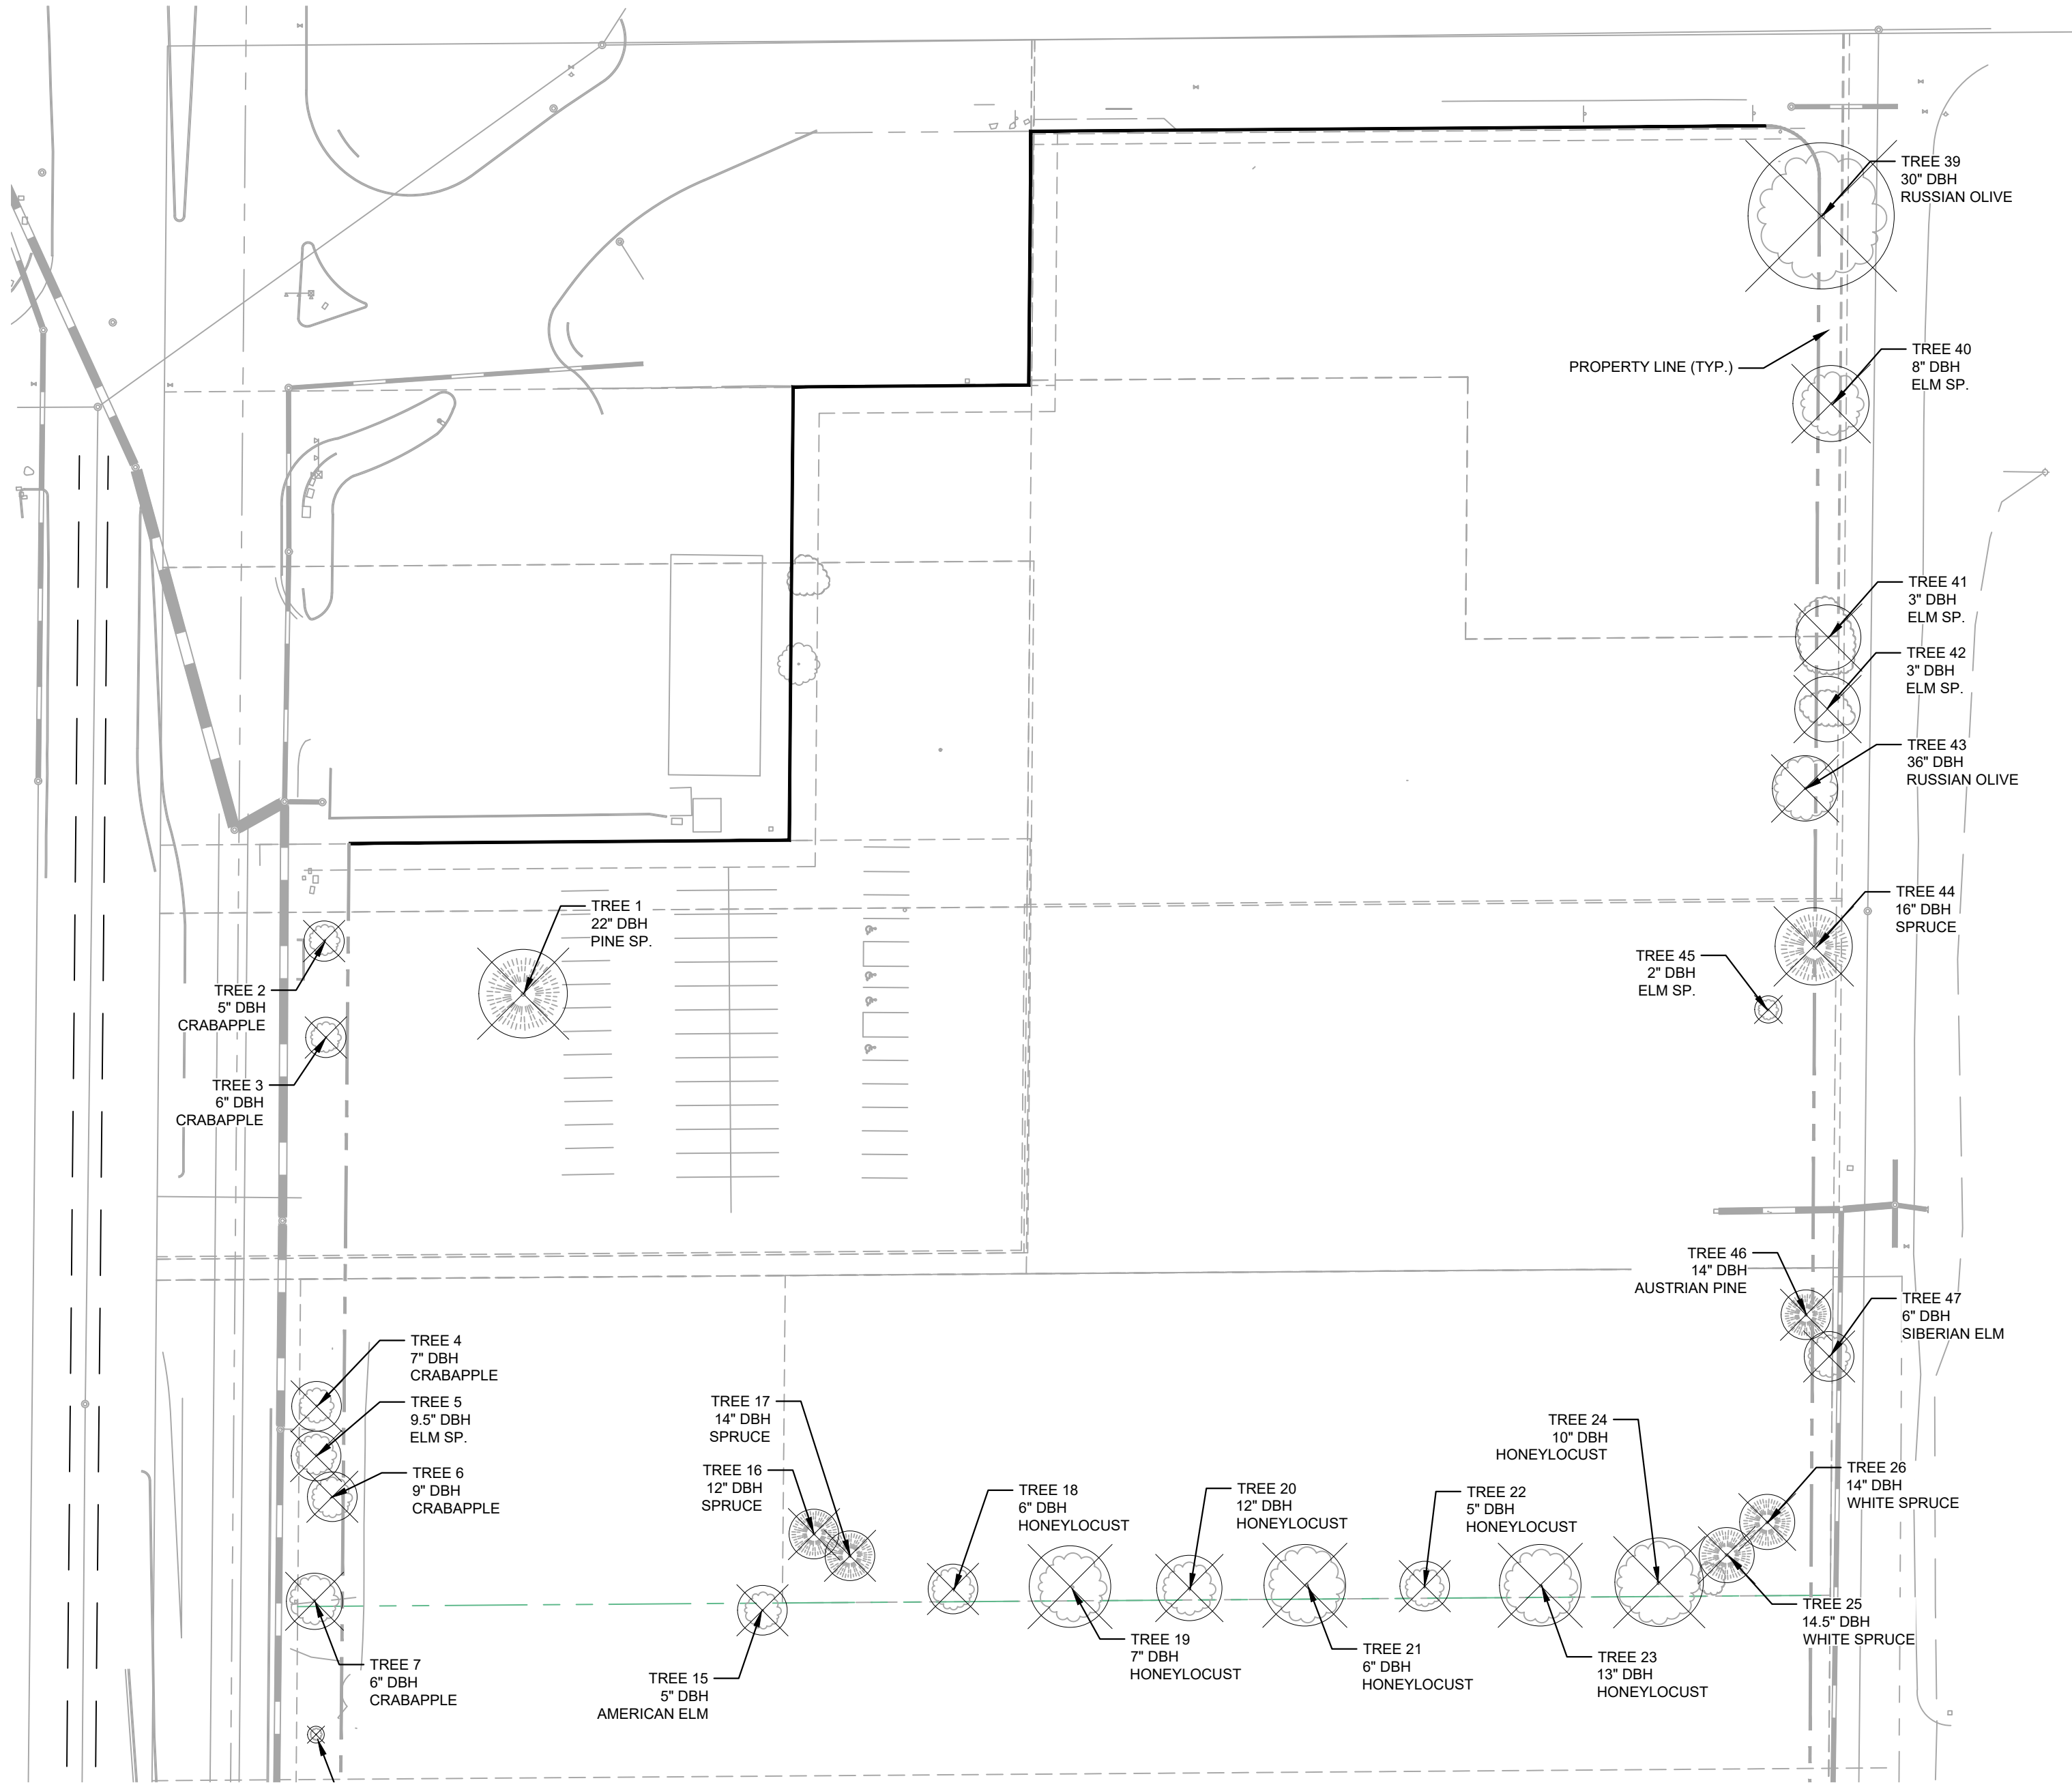 TREE 39
30" DBH
RUSSIAN OLIVE
TREE 40
8" DBH
ELM SP.
PROPERTY LINE (TYP.)
TREE 41
3" DBH
ELM SP.
TREE 42
3" DBH
ELM SP.
TREE 43
36" DBH
RUSSIAN OLIVE
TREE 44
16" DBH
SPRUCE
TREE 1
22" DBH
PINE SP.
TREE 45
2" DBH
ELM SP.
TREE 2
5" DBH
CRABAPPLE
TREE 3
6" DBH
CRABAPPLE
TREE 46
14" DBH
AUSTRIAN PINE
TREE 47
6" DBH
SIBERIAN ELM
TREE 4
7" DBH
CRABAPPLE
TREE 5
9.5" DBH
ELM SP.
TREE 6
9" DBH
CRABAPPLE
TREE 17
14" DBH
SPRUCE
TREE 16
12" DBH
SPRUCE
TREE 18
6" DBH
HONEYLOCUST
TREE 20
12" DBH
HONEYLOCUST
TREE 22
5" DBH
HONEYLOCUST
TREE 24
10" DBH
HONEYLOCUST
TREE 26
14" DBH
WHITE SPRUCE
TREE 25
14.5" DBH
WHITE SPRUCE
TREE 7
6" DBH
CRABAPPLE
TREE 15
5" DBH
AMERICAN ELM
TREE 19
7" DBH
HONEYLOCUST
TREE 21
6" DBH
HONEYLOCUST
TREE 23
13" DBH
HONEYLOCUST